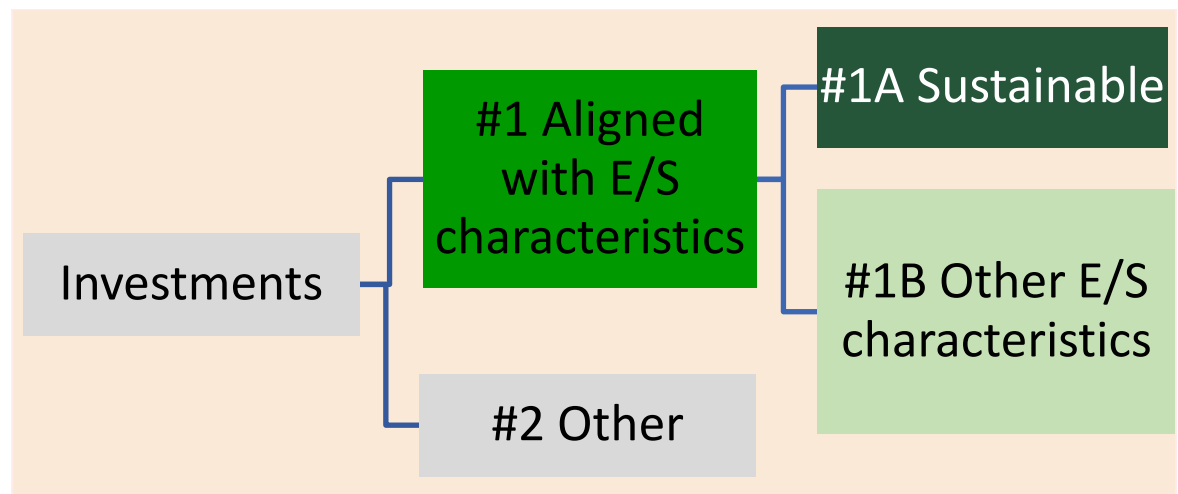 #1A Sustainable
#1 Aligned
with E/S
characteristics
Investments
#1B Other E/S
characteristics
#2 Other